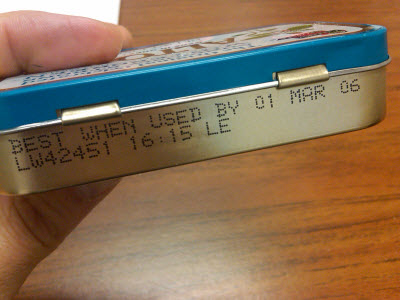 BEST WHEN USED BY 01 MAR 06
LW42451 16:15 LE